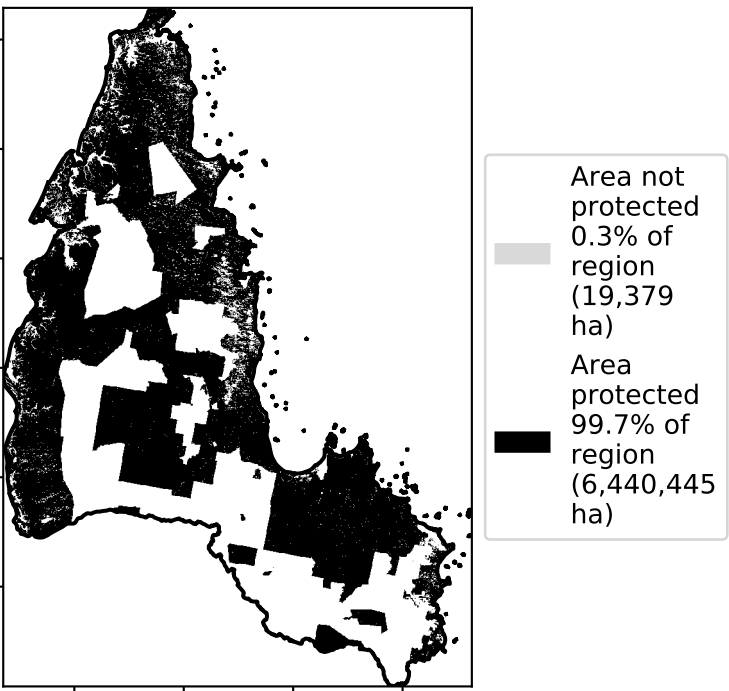 Area not
protected
0.3% of
region
(19,379
ha)
Area
protected
99.7% of
region
(6,440,445
ha)